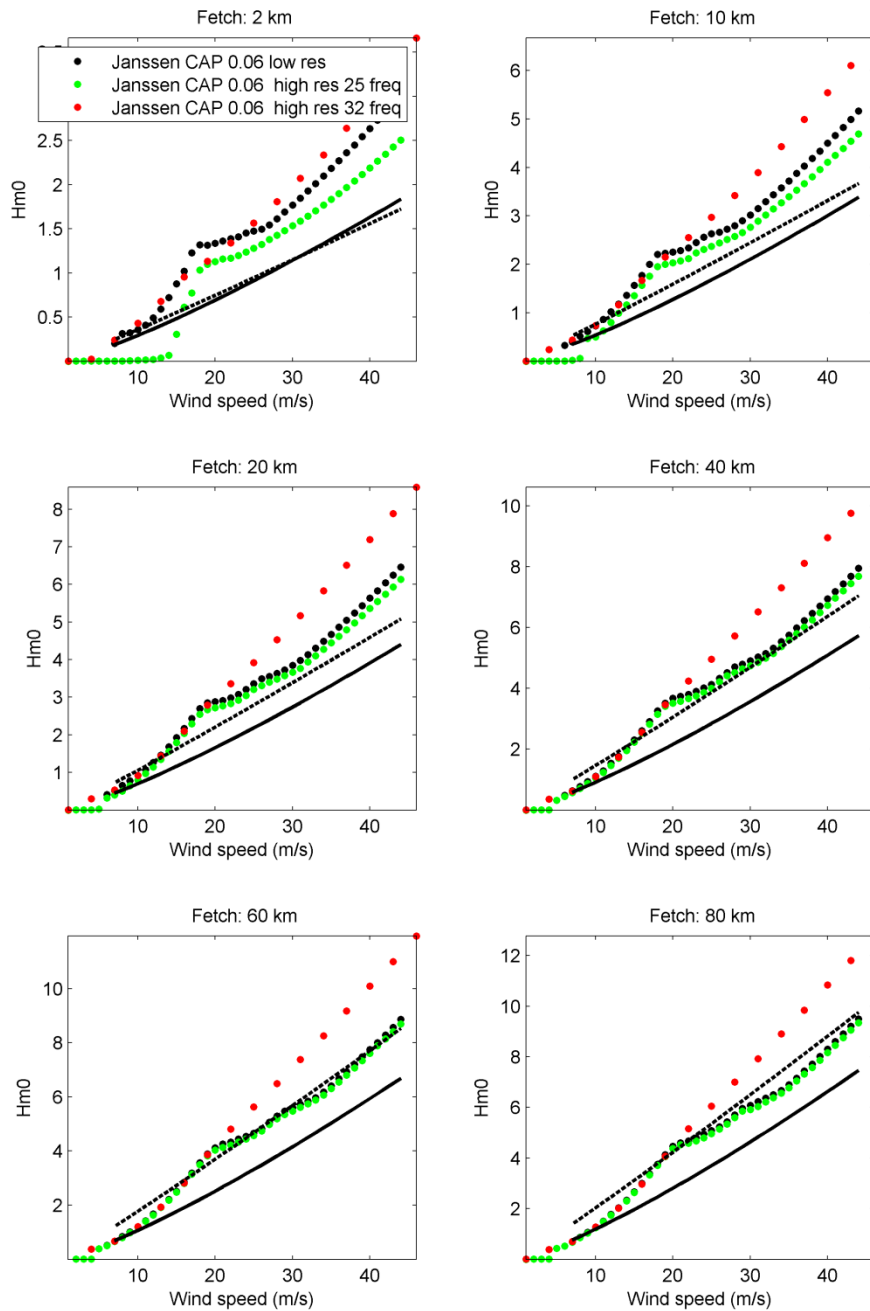 Fetch: 2 km
Janssen CAP 0.06 low res
Janssen CAP 0.06  high res 25 freq
Janssen CAP 0.06  high res 32 freq
2.5
2
1.5
1
0.5
Hm0
10 20 30 40
Wind speed (m/s)
Fetch: 10 km
6
5
4
3
2
1
Hm0
10 20 30 40
Wind speed (m/s)
Fetch: 20 km
8
7
6
5
4
3
2
1
Hm0
10 20 30 40
Wind speed (m/s)
Fetch: 40 km
10
8
6
4
2
Hm0
10 20 30 40
Wind speed (m/s)
Fetch: 60 km
10
8
6
4
2
Hm0
10 20 30 40
Wind speed (m/s)
Fetch: 80 km
12
10
8
6
4
2
Hm0
10 20 30 40
Wind speed (m/s)